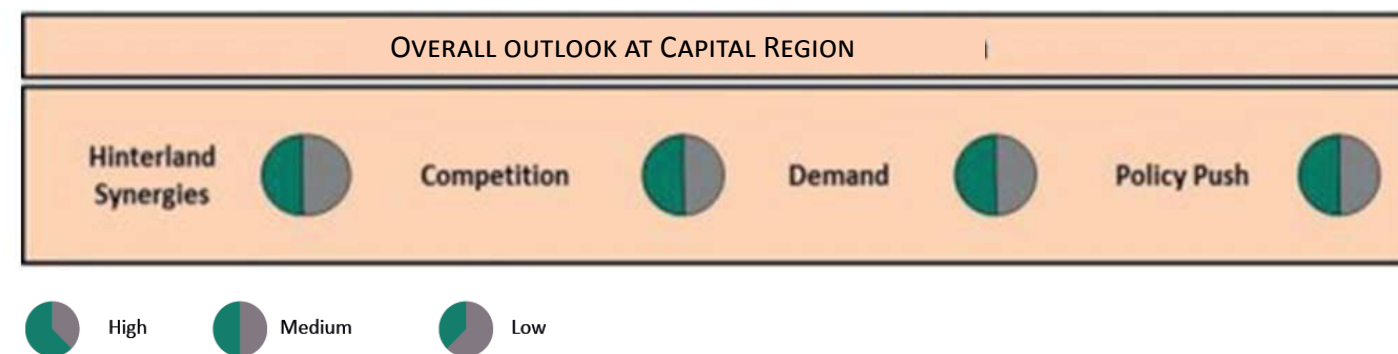 OVERALL OUTLOOK AT CAPITAL REGION
Hinterland
Synergies
Competition
Demand
Policy Push
High
Medium
Low